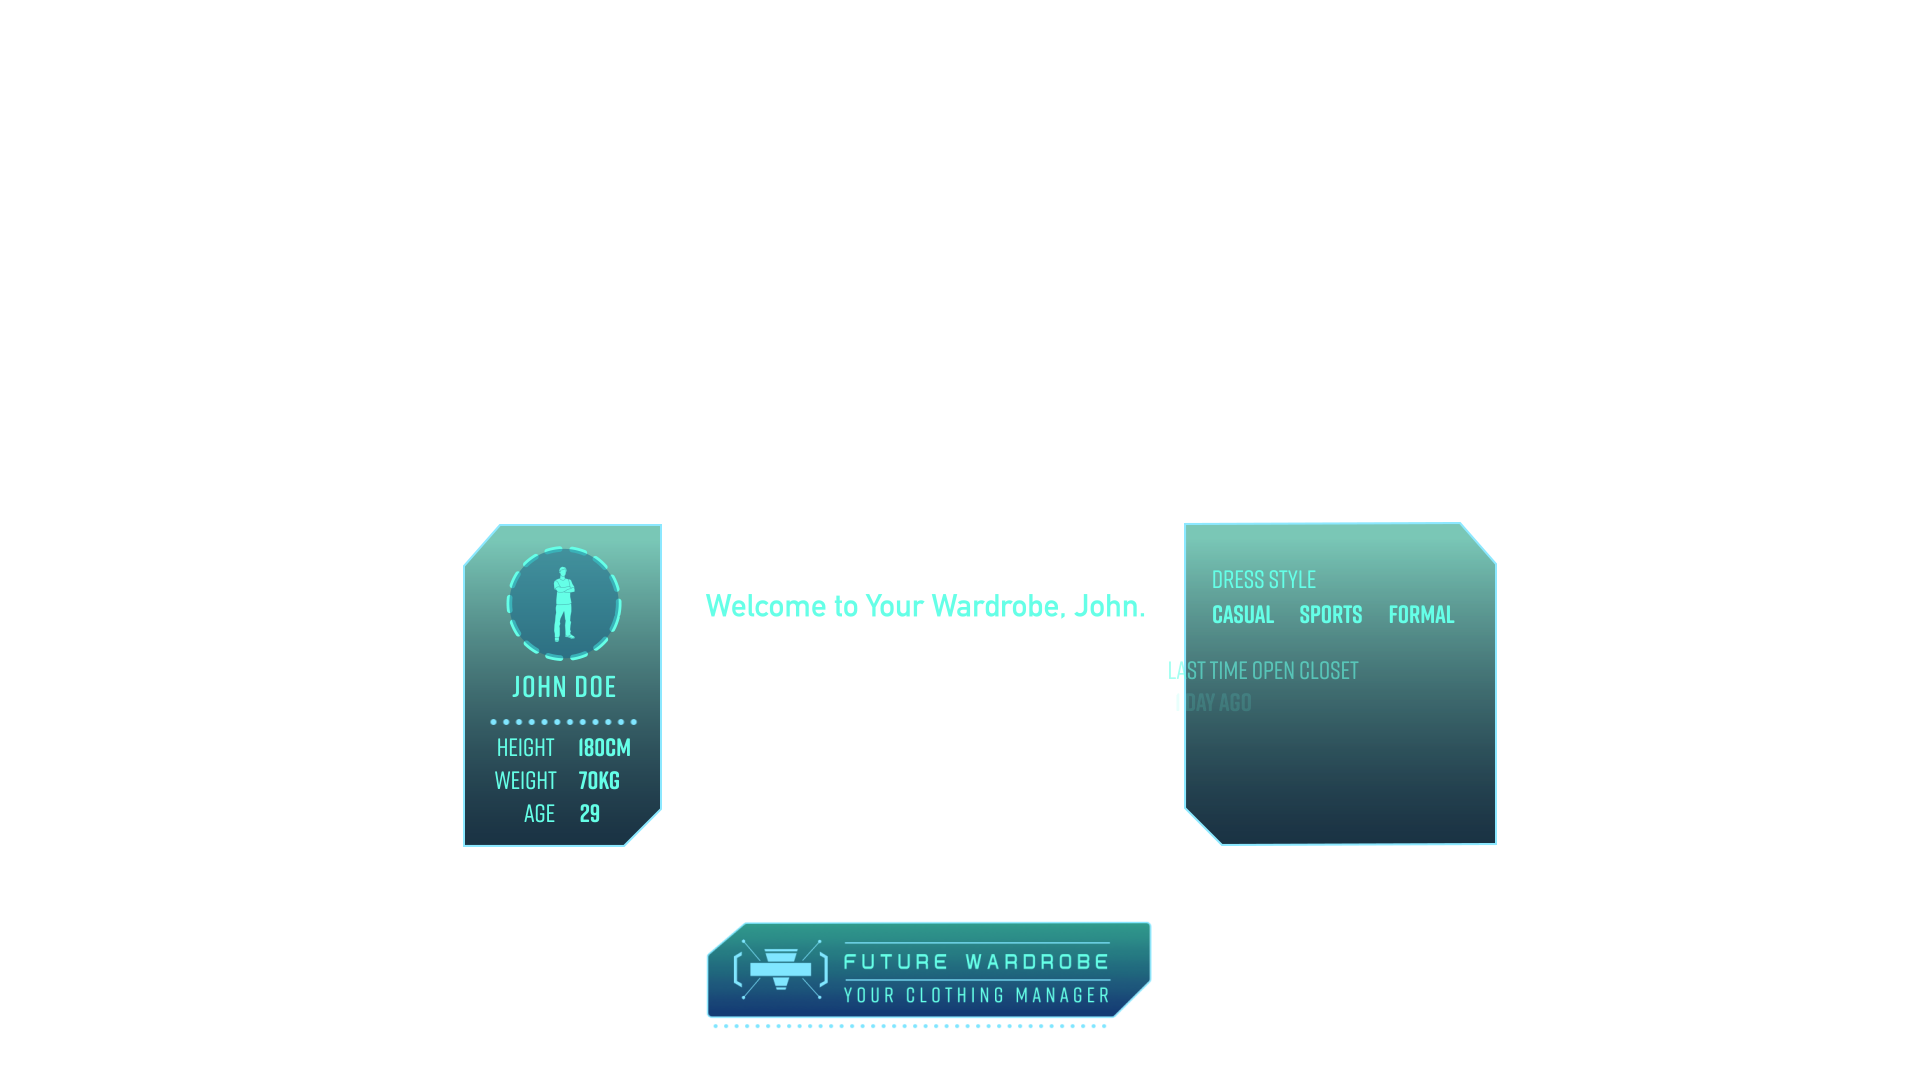 JOHN DOE
HEIGHT 180CM
WEIGHT 70KG
AGE 29
Welcome to Your Wardrobe, John.
DRESS STYLE
CASUAL SPORTS FORMAL
LAST TIME OPEN CLOSET
1 DAY AGO
FUTURE WARDROBE
YOUR CLOTHING MANAGER